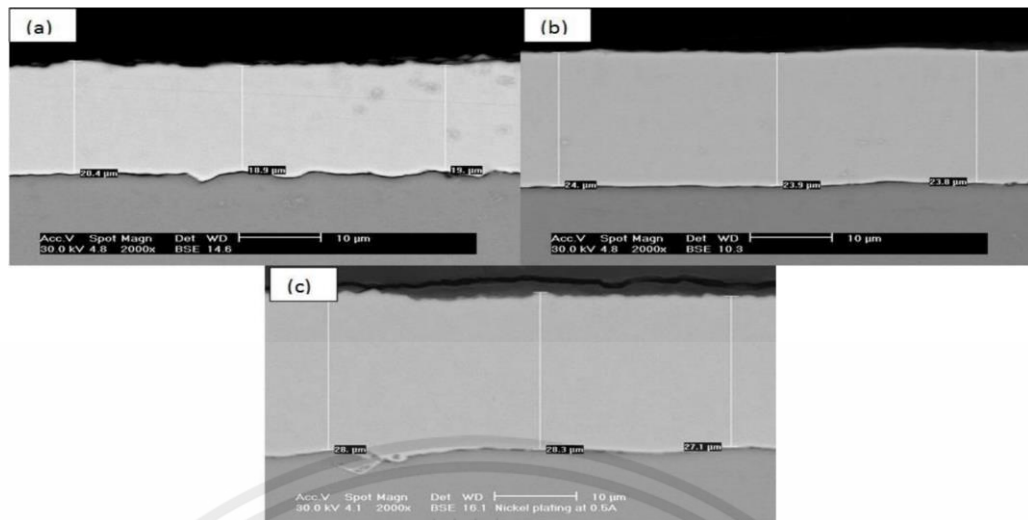 (a)
20.4 µm
18.9 µm
19. µm
Acc.V Spot Magn Det WD 10 µm
30.0 kV 4.8 2000x BSE 14.6
(b)
24. µm
23.9 µm
23.8 µm
Acc.V Spot Magn Det WD 10 µm
30.0 kV 4.8 2000x BSE 10.3
(c)
28. µm
28.3 µm
27.1 µm
Acc.V Spot Magn Det WD 10 µm
30.0 kV 4.1 2000x BSE 16.1 Nickel plating at 0.5A